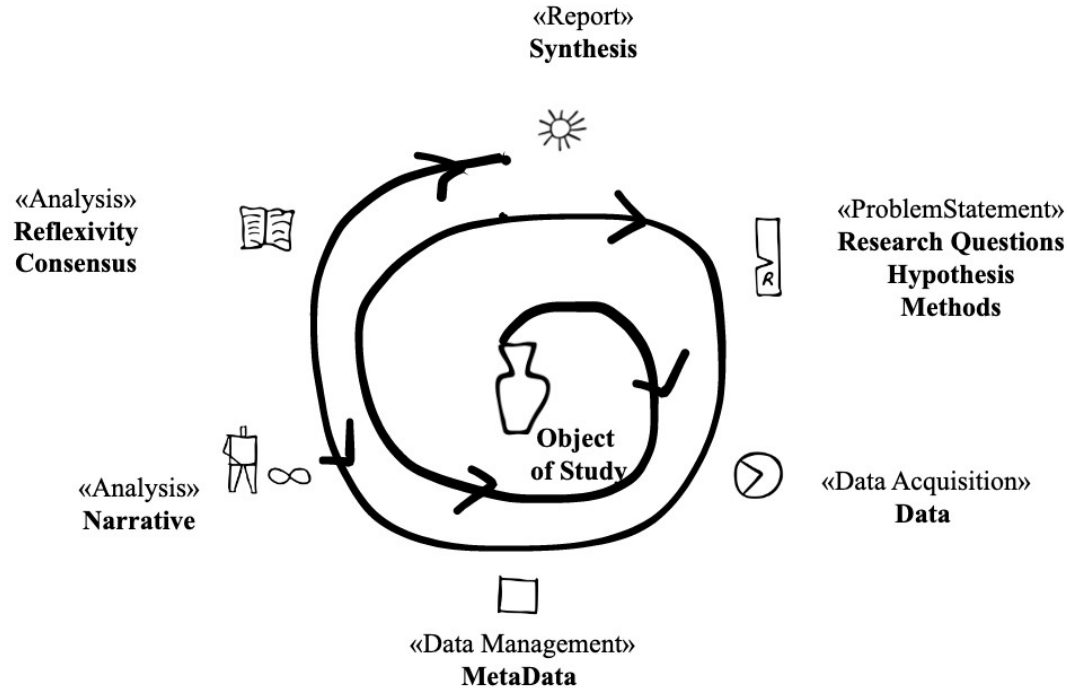 «Report»
Synthesis
«ProblemStatement»
Research Questions
Hypothesis
Methods
R
«Data Acquisition»
Data
«Data Management»
MetaData
«Analysis»
Narrative
«Analysis»
Reflexivity
Consensus
Object
of Study